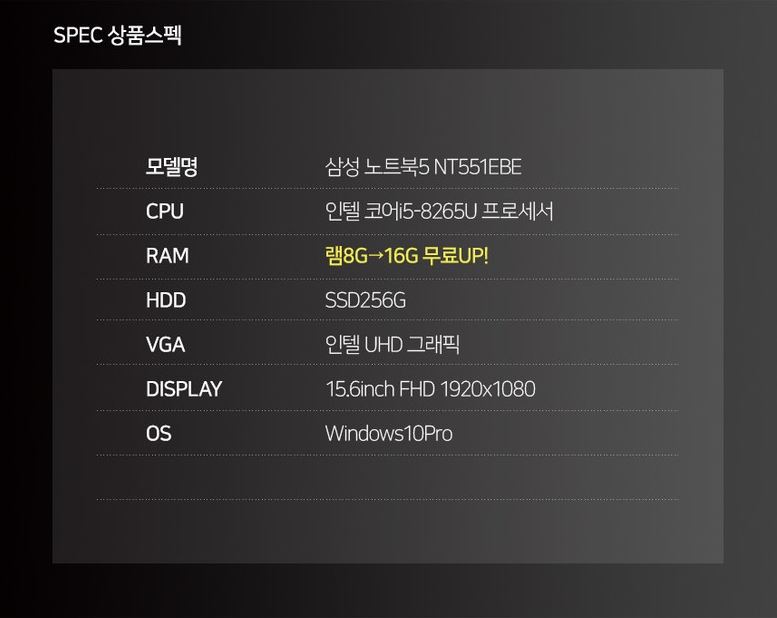 SPEC 상품스펙
모델명 삼성 노트북5 NT551EBE
CPU 인텔 코어i5-8265U 프로세서
RAM 램8G→16G 무료UP!
HDD SSD256G
VGA 인텔 UHD 그래픽
DISPLAY 15.6inch FHD 1920x1080
OS Windows10Pro